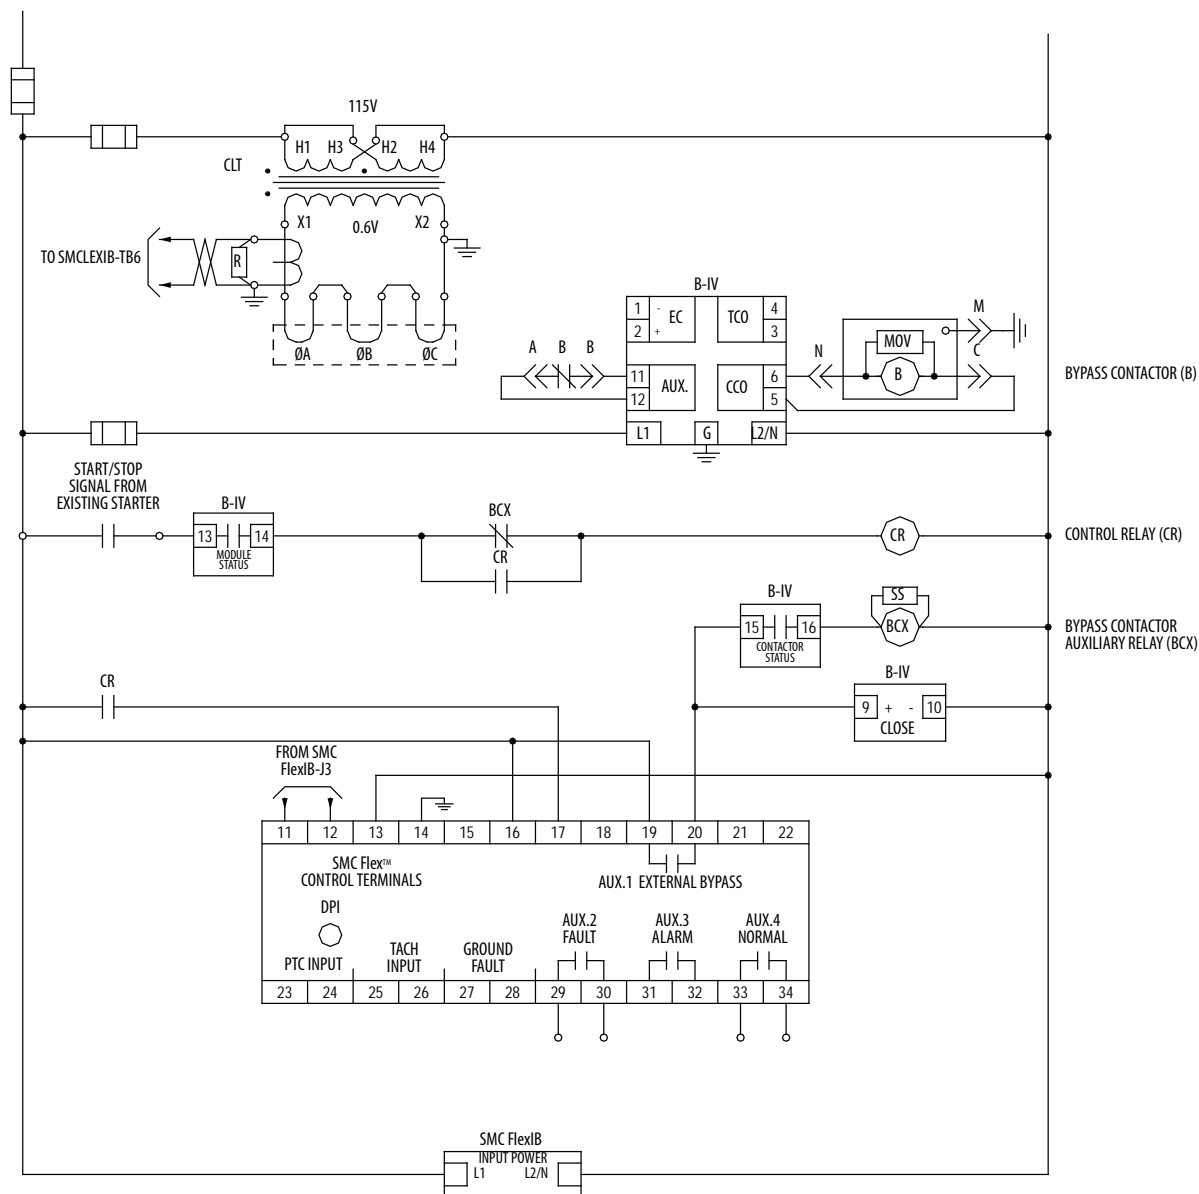 115V
H1 H3 H2 H4
CLT
X1 0.6V X2
TO SMCLEXIB-TB6
R
ØA ØB ØC
B-IV
1 - EC TCO 4
2 + 3
M
MOV
A B B
N
C
11 AUX. CCO 6
12 5
B
BYPASS CONTACTOR (B)
L1 G L2/N
START/STOP
SIGNAL FROM
EXISTING STARTER
B-IV
13 14
MODULE
STATUS
BCX
CR
CR
CONTROL RELAY (CR)
B-IV
15 16
CONTACTOR
STATUS
SS
BCX
BYPASS CONTACTOR
AUXILIARY RELAY (BCX)
B-IV
9 + - 10
CLOSE
CR
FROM SMC
FlexIB-J3
11 12 13 14 15 16 17 18 19 20 21 22
SMC Flex™
CONTROL TERMINALS
AUX.1 EXTERNAL BYPASS
DPI
PTC INPUT
TACH
INPUT
GROUND
FAULT
AUX.2
FAULT
AUX.3
ALARM
AUX.4
NORMAL
23 24 25 26 27 28 29 30 31 32 33 34
SMC FlexIB
INPUT POWER
L1 L2/N